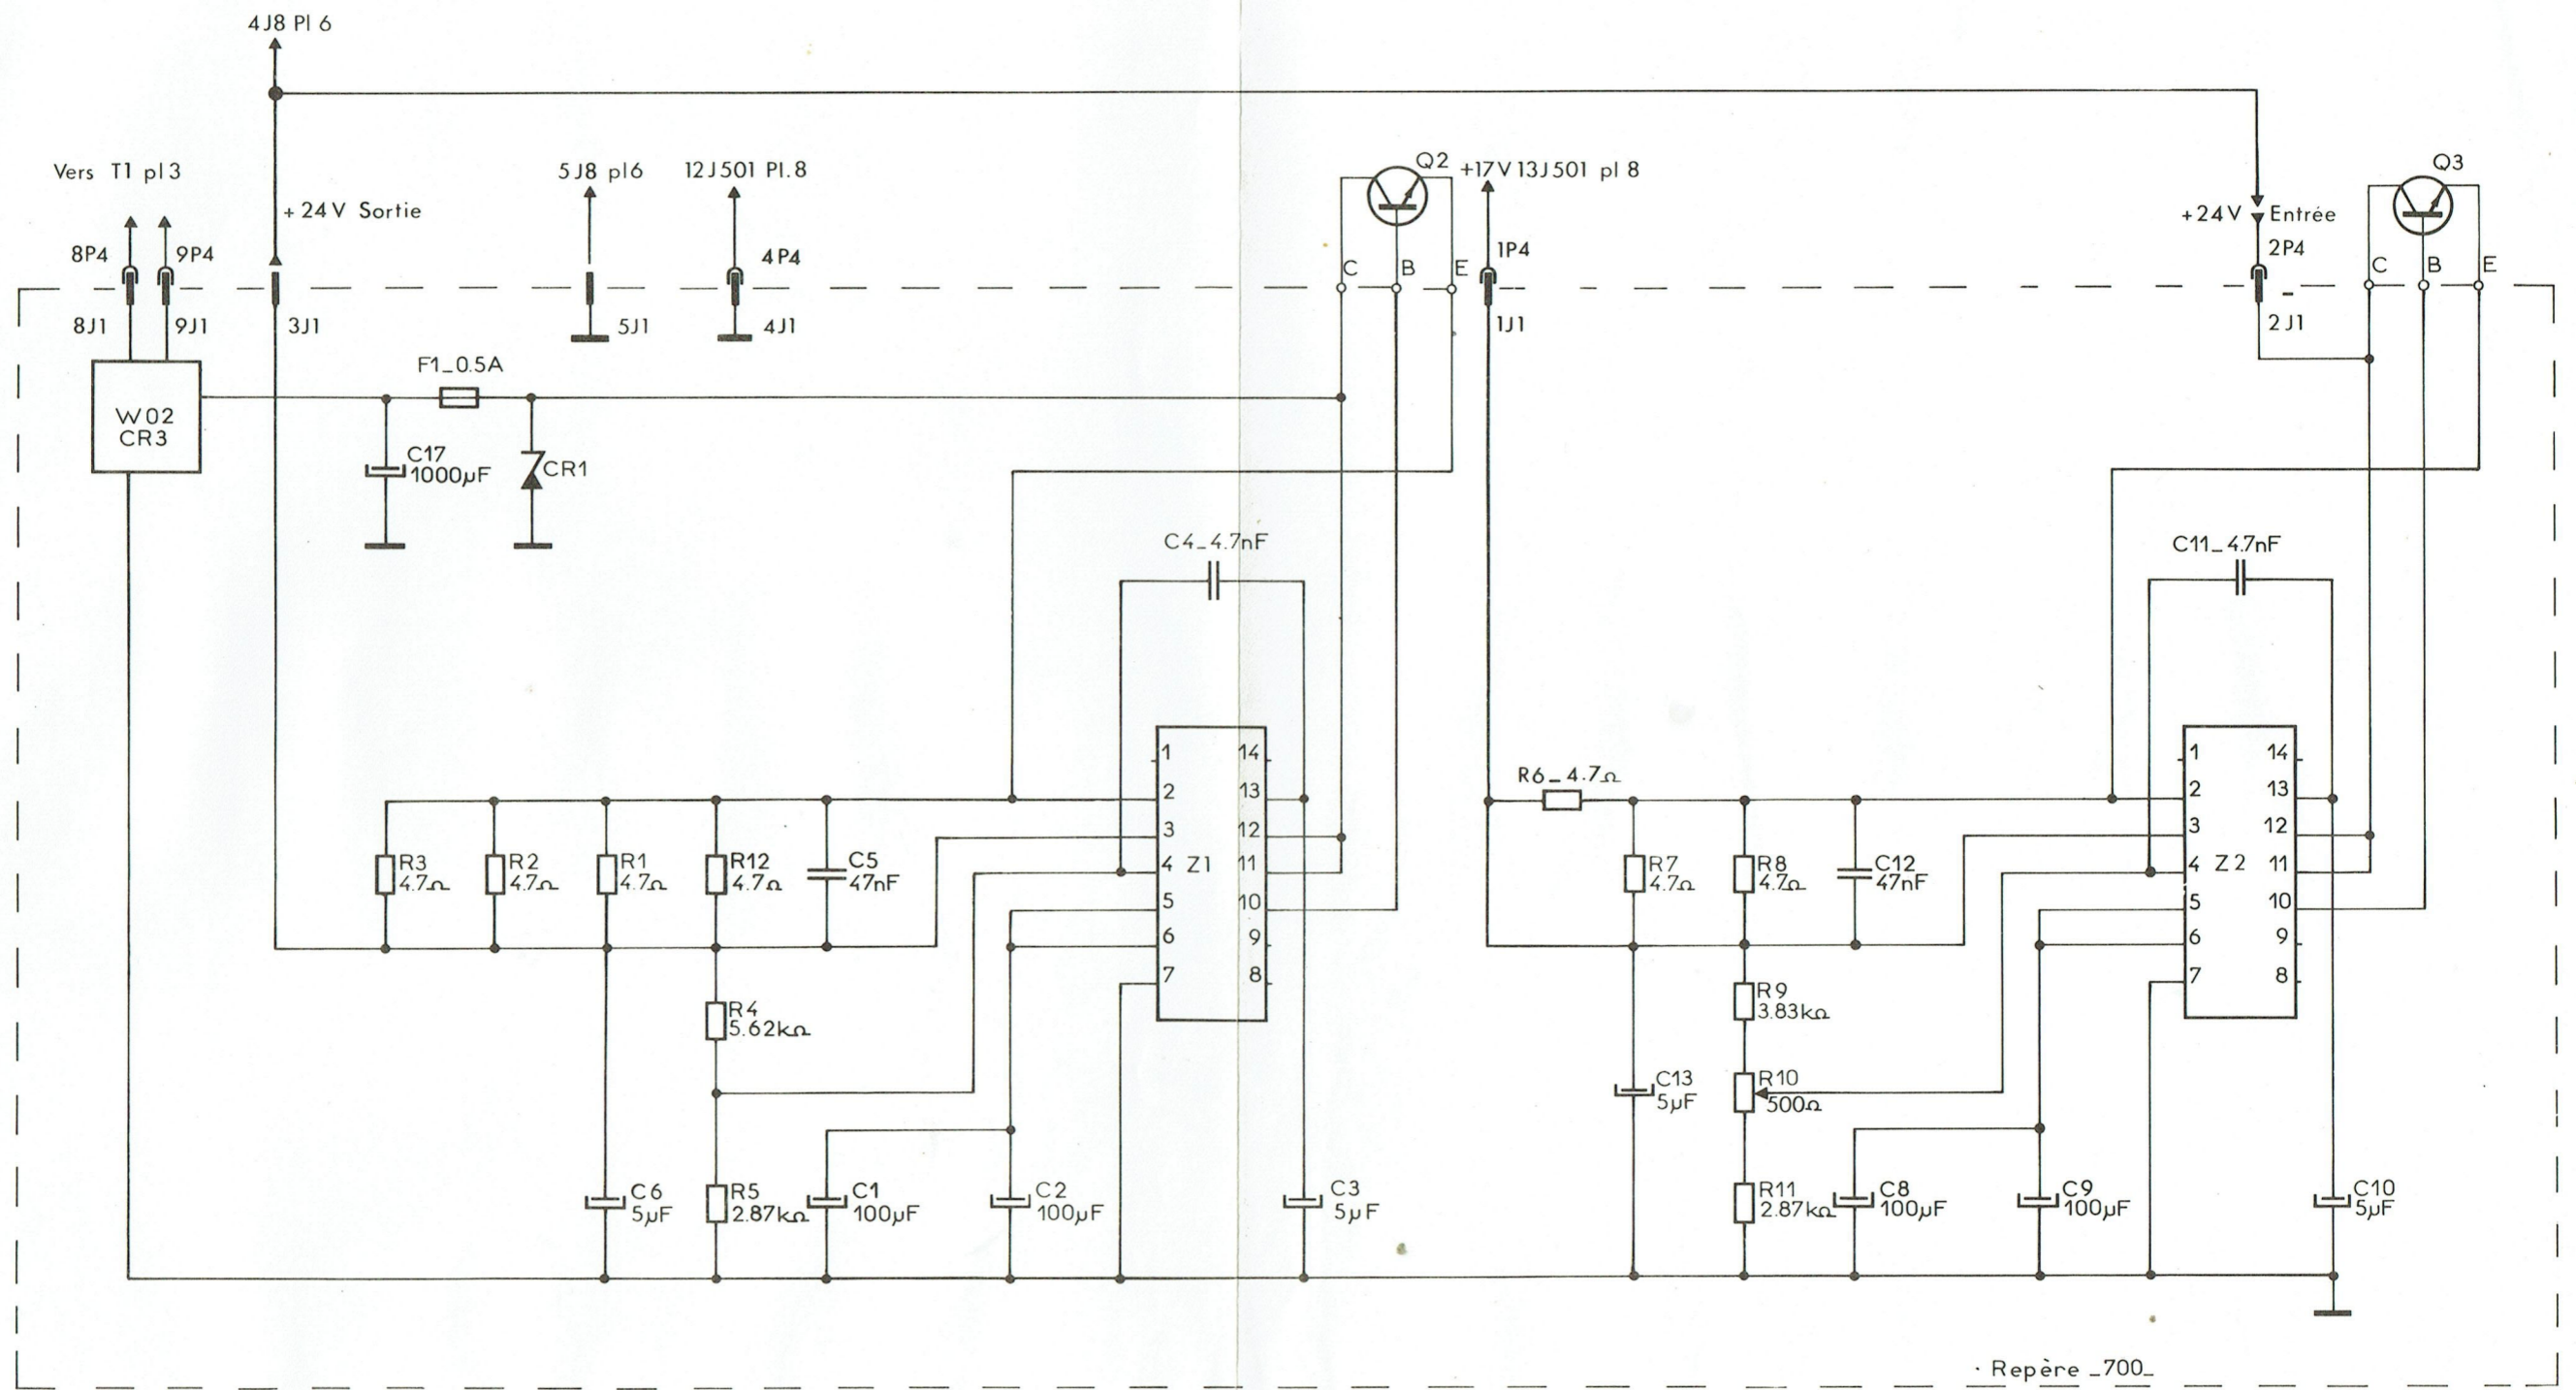 4J8 Pl 6
Vers T1 pl 3
+ 24V Sortie
5J8 pl6
12J501 Pl.8
Q2
+17V 13J501 pl 8
Q3
+24V Entrée
8P4
9P4
4P4
C
B
E
1P4
2P4
C
B
E
8J1
9J1
3J1
5J1
4J1
1J1
2J1
F1_0.5A
W02
CR3
C17
1000µF
CR1
C4_4.7nF
C11_4.7nF
R3
4.7Ω
R2
4.7Ω
R1
4.7Ω
R12
4.7Ω
C5
47nF
1
2
3
4
5
6
7
Z1
14
13
12
11
10
9
8
R6_4.7Ω
R7
4.7Ω
R8
4.7Ω
C12
47nF
1
2
3
4
5
6
7
Z2
14
13
12
11
10
9
8
R4
5.62kΩ
R9
3.83kΩ
C13
5µF
R10
500Ω
C6
5µF
R5
2.87kΩ
C1
100µF
C2
100µF
C3
5µF
R11
2.87kΩ
C8
100µF
C9
100µF
C10
5µF
Repère _700_